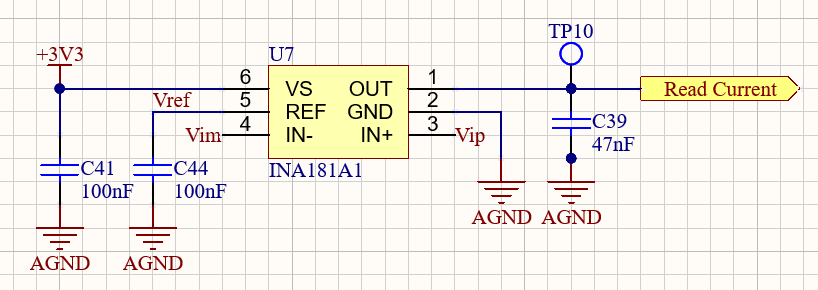 TP10
+3V3
U7
6
VS
OUT
1
Read Current
Vref
5
REF
GND
2
Vim
4
IN-
IN+
3
Vip
C39
47nF
INA181A1
C41
100nF
C44
100nF
AGND
AGND
AGND
AGND